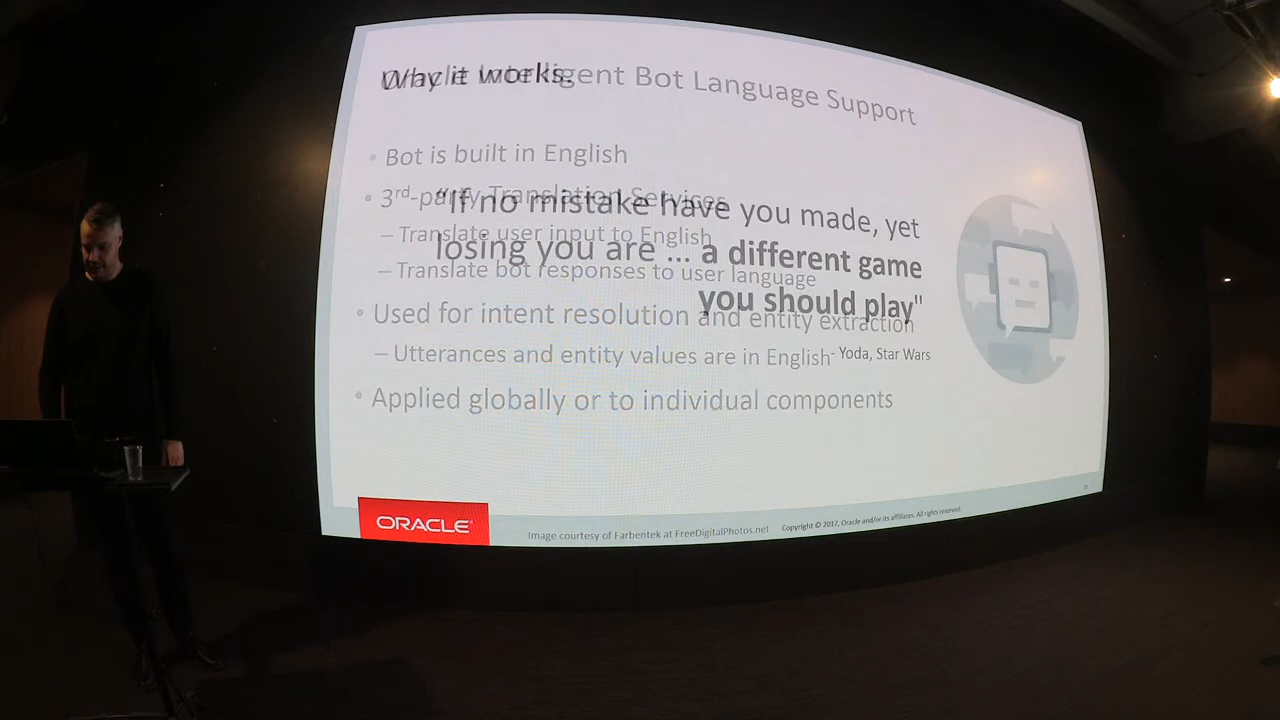 Why it works.
Oracle Intelligent Bot Language Support
• Bot is built in English
• 3rd-party Translation Services
– Translate user input to English
– Translate bot responses to user language
• Used for intent resolution and entity extraction
– Utterances and entity values are in English
• Applied globally or to individual components
“If no mistake have you made, yet
losing you are ... a different game
you should play"
- Yoda, Star Wars
ORACLE
Image courtesy of Farbentek at FreeDigitalPhotos.net
Copyright © 2017, Oracle and/or its affiliates. All rights reserved.